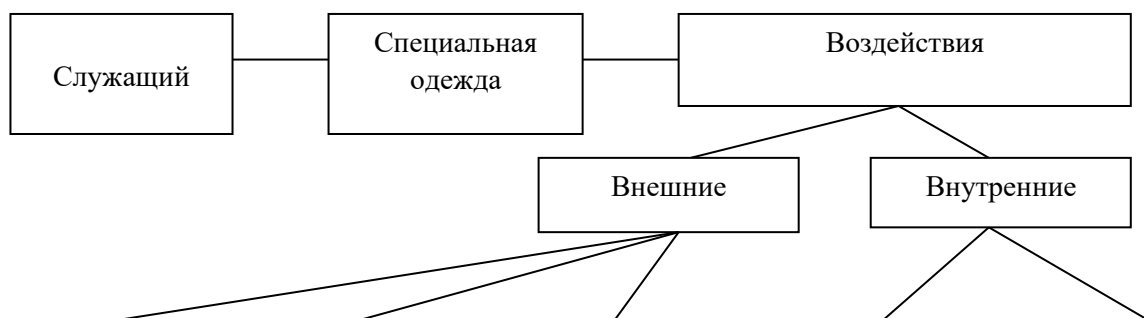 Служащий
Специальная
одежда
Воздействия
Внешние
Внутренние